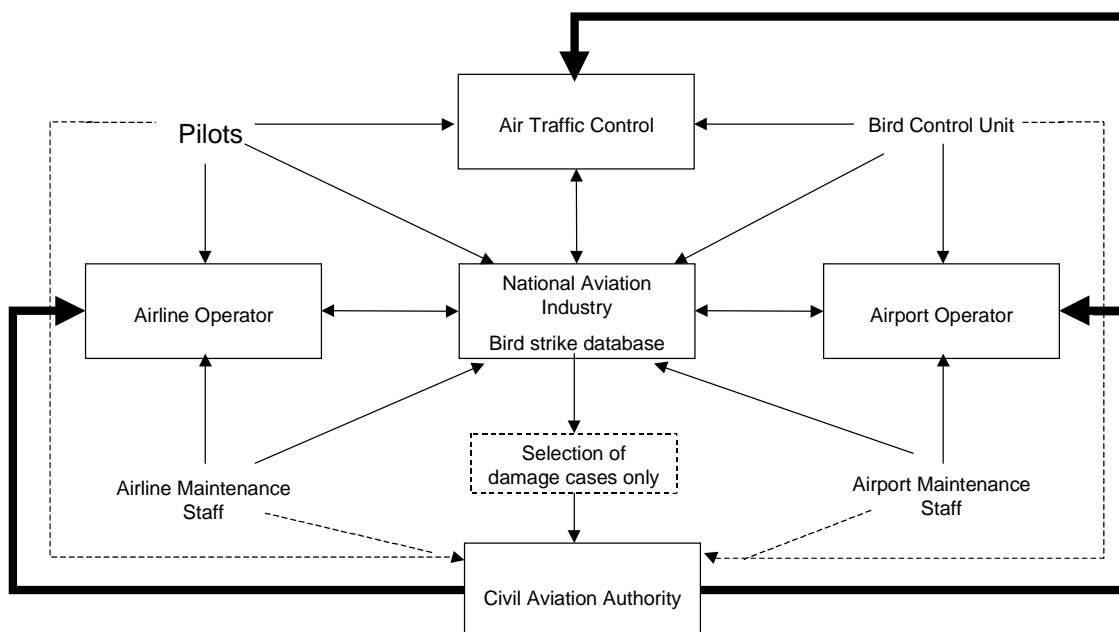 Air Traffic Control
Pilots
Bird Control Unit
National Aviation
Industry
Bird strike database
Airline Operator
Airport Operator
Selection of
damage cases only
Airline Maintenance
Staff
Airport Maintenance
Staff
Civil Aviation Authority